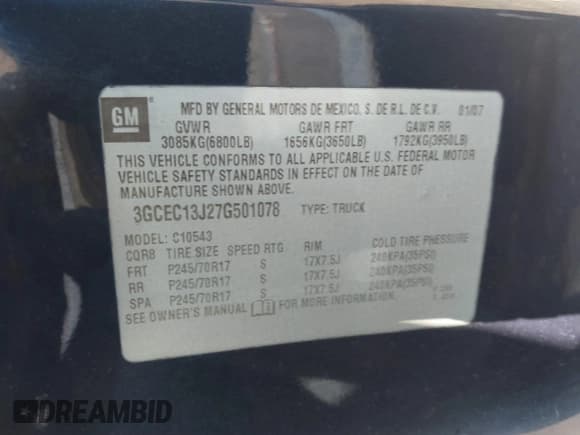 GM
MFD BY GENERAL MOTORS DE MEXICO, S. DE R.L. DE C.V. 01/07
GVWR GAWR FRT GAWR RR
3085KG(6800LB) 1656KG(3650LB) 1792KG(3950LB)
THIS VEHICLE CONFORMS TO ALL APPLICABLE U.S. FEDERAL MOTOR
VEHICLE SAFETY STANDARDS IN EFFECT ON THE DATE OF
MANUFACTURE SHOWN ABOVE.
3GCEC13J27G501078 TYPE: TRUCK
MODEL: C10543
CQRB TIRE SIZE SPEED RTG RIM COLD TIRE PRESSURE
FRT P245/70R17 S 17X7.5J 240KPA(35PSI)
RR P245/70R17 S 17X7.5J 240KPA(35PSI)
SPA P245/70R17 S 17X7.5J 240KPA(35PSI)
SEE OWNER'S MANUAL FOR MORE INFORMATION
DREAMBID